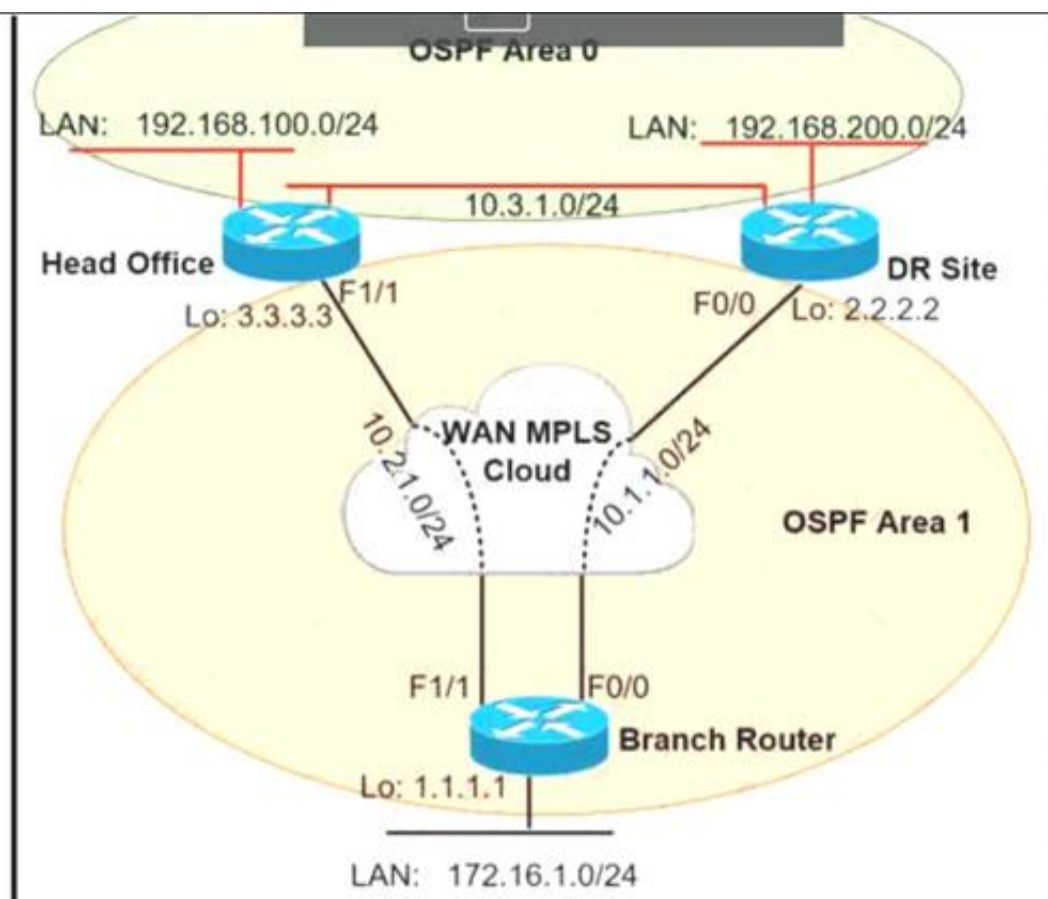 OSPF Area 0
LAN: 192.168.100.0/24
LAN: 192.168.200.0/24
10.3.1.0/24
Head Office
DR Site
F1/1
F0/0
Lo: 3.3.3.3
Lo: 2.2.2.2
WAN MPLS
Cloud
10.2.1.0/24
10.1.1.0/24
OSPF Area 1
F1/1
F0/0
Branch Router
Lo: 1.1.1.1
LAN: 172.16.1.0/24